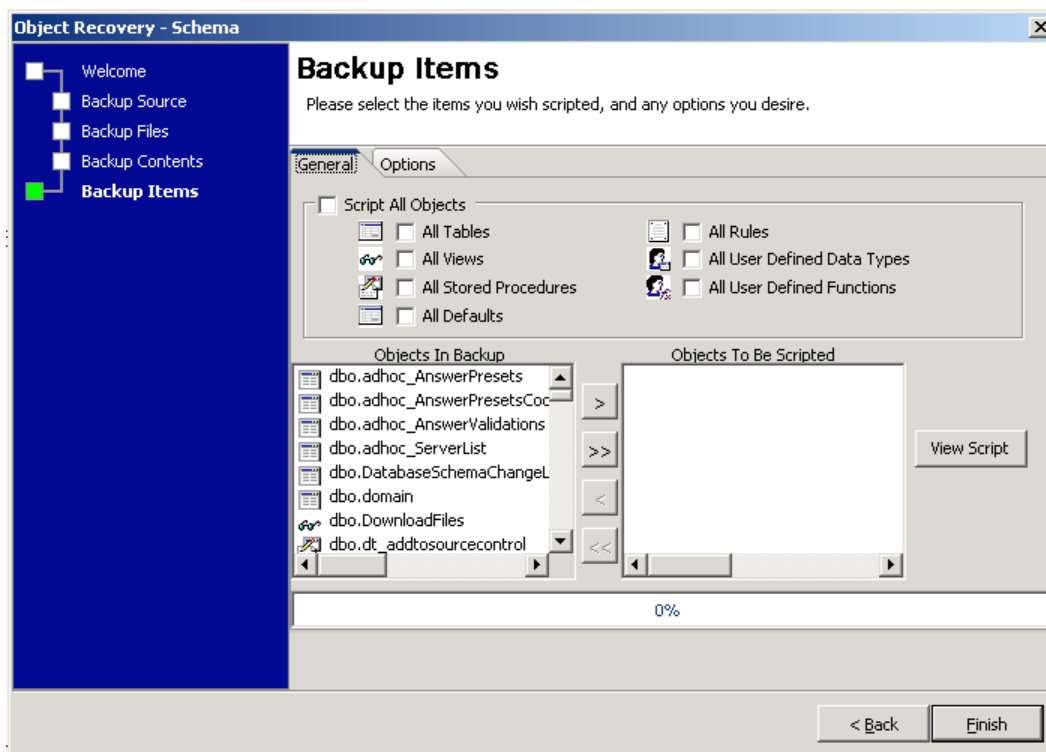 Object Recovery - Schema
Welcome
Backup Source
Backup Files
Backup Contents
Backup Items
Backup Items
Please select the items you wish scripted, and any options you desire.
General
Options
Script All Objects
All Tables
All Views
All Stored Procedures
All Defaults
All Rules
All User Defined Data Types
All User Defined Functions
Objects In Backup
dbo.adhoc_AnswerPresets
dbo.adhoc_AnswerPresetsCoc
dbo.adhoc_AnswerValidations
dbo.adhoc_ServerList
dbo.DatabaseSchemaChangeL
dbo.domain
dbo.DownloadFiles
dbo.dt_addtosourcecontrol
>
>>
<
<<
Objects To Be Scripted
View Script
0%
< Back
Finish